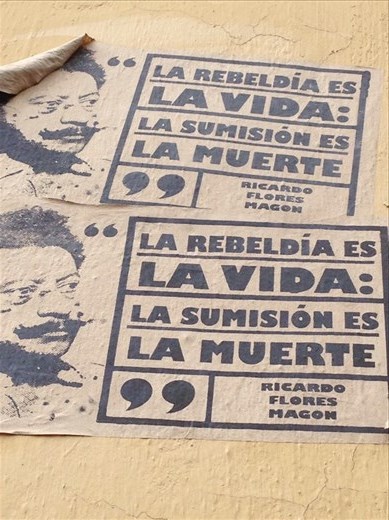 “
LA REBELDÍA ES
LA VIDA:
LA SUMISIÓN ES
LA MUERTE
”
RICARDO
FLORES
MAGON
“
LA REBELDÍA ES
LA VIDA:
LA SUMISIÓN ES
LA MUERTE
”
RICARDO
FLORES
MAGON